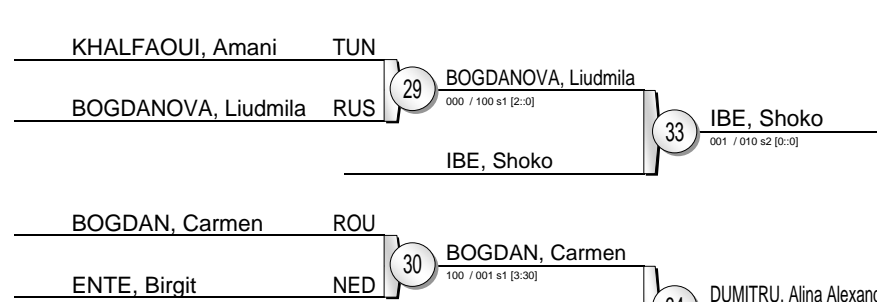 KHALFAOUI, Amani TUN
29
BOGDANOVA, Liudmila
000 / 100 s1 [2::0]
BOGDANOVA, Liudmila RUS
33
IBE, Shoko
001 / 010 s2 [0::0]
IBE, Shoko
BOGDAN, Carmen ROU
30
BOGDAN, Carmen
100 / 001 s1 [3:30]
ENTE, Birgit NED
DUMITRU, Alina